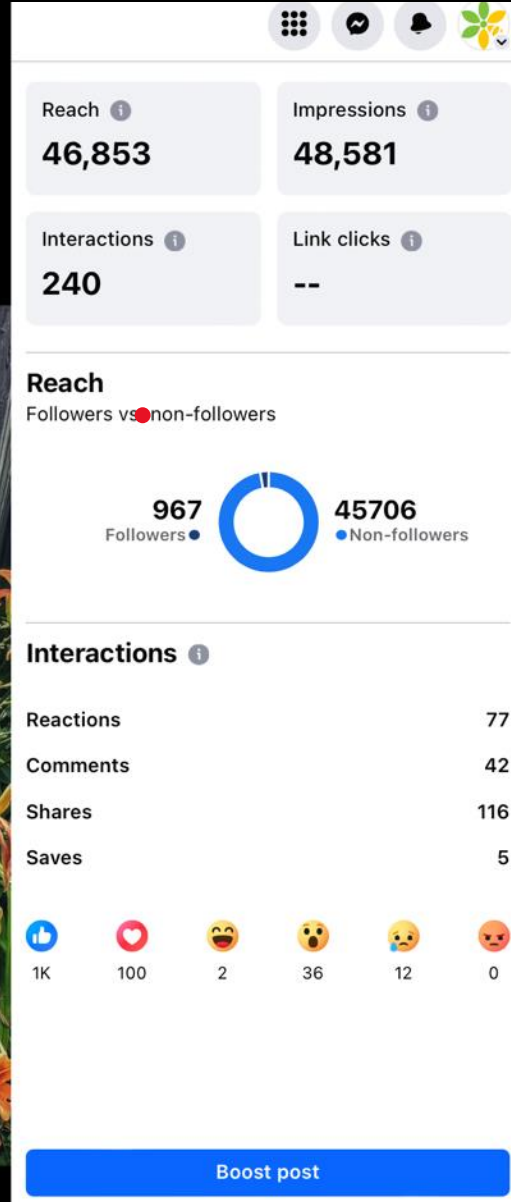 Reach
46,853
Impressions
48,581
Interactions
240
Link clicks
--
Reach
Followers vs non-followers
967
Followers
45706
Non-followers
Interactions
Reactions 77
Comments 42
Shares 116
Saves 5
1K 100 2 36 12 0
Boost post